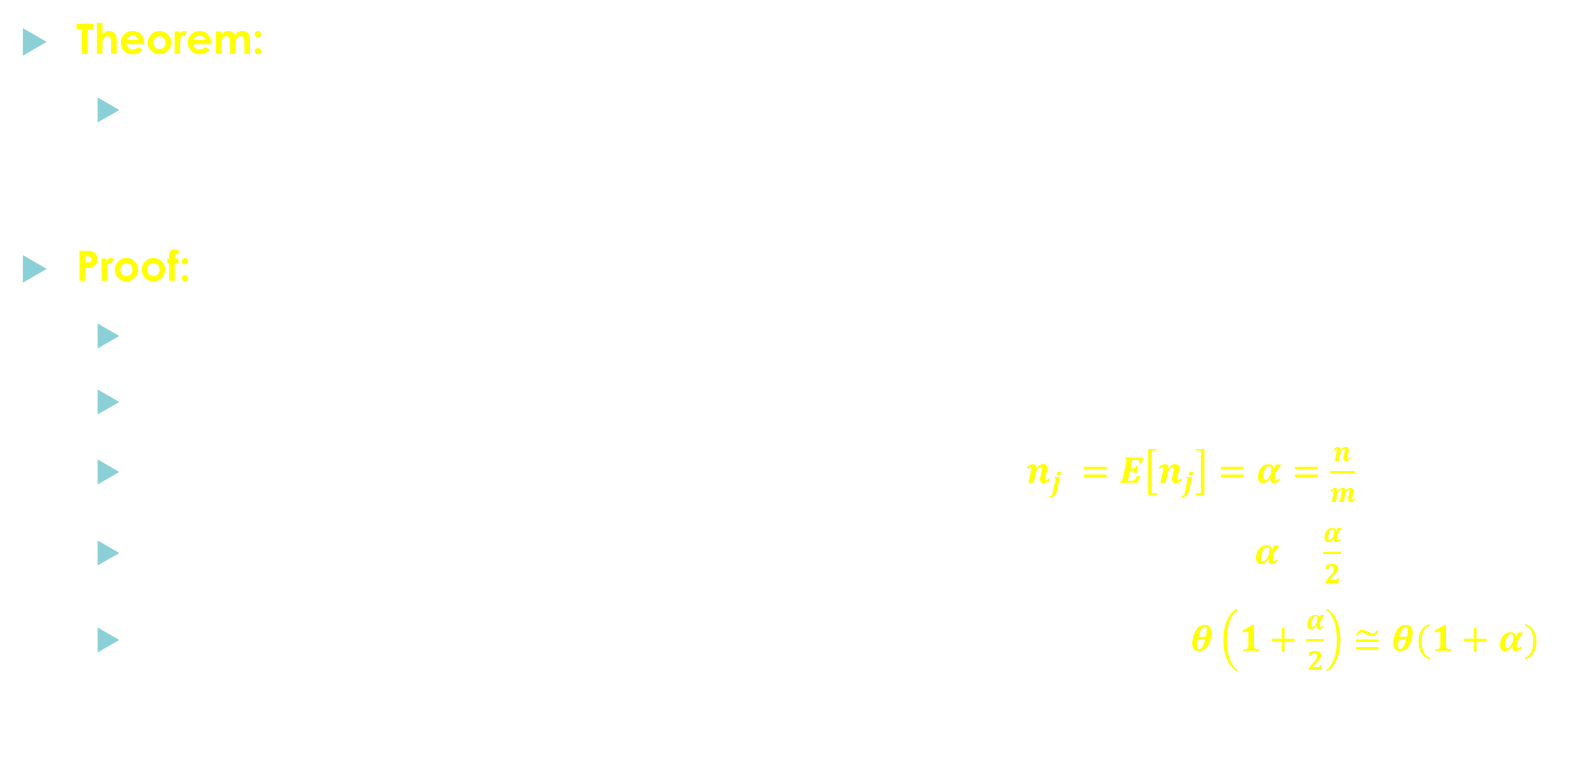 Theorem:
Proof:
n_j = E[n_j] = α = n/m
α α/2
θ(1 + α/2) ≅ θ(1 + α)